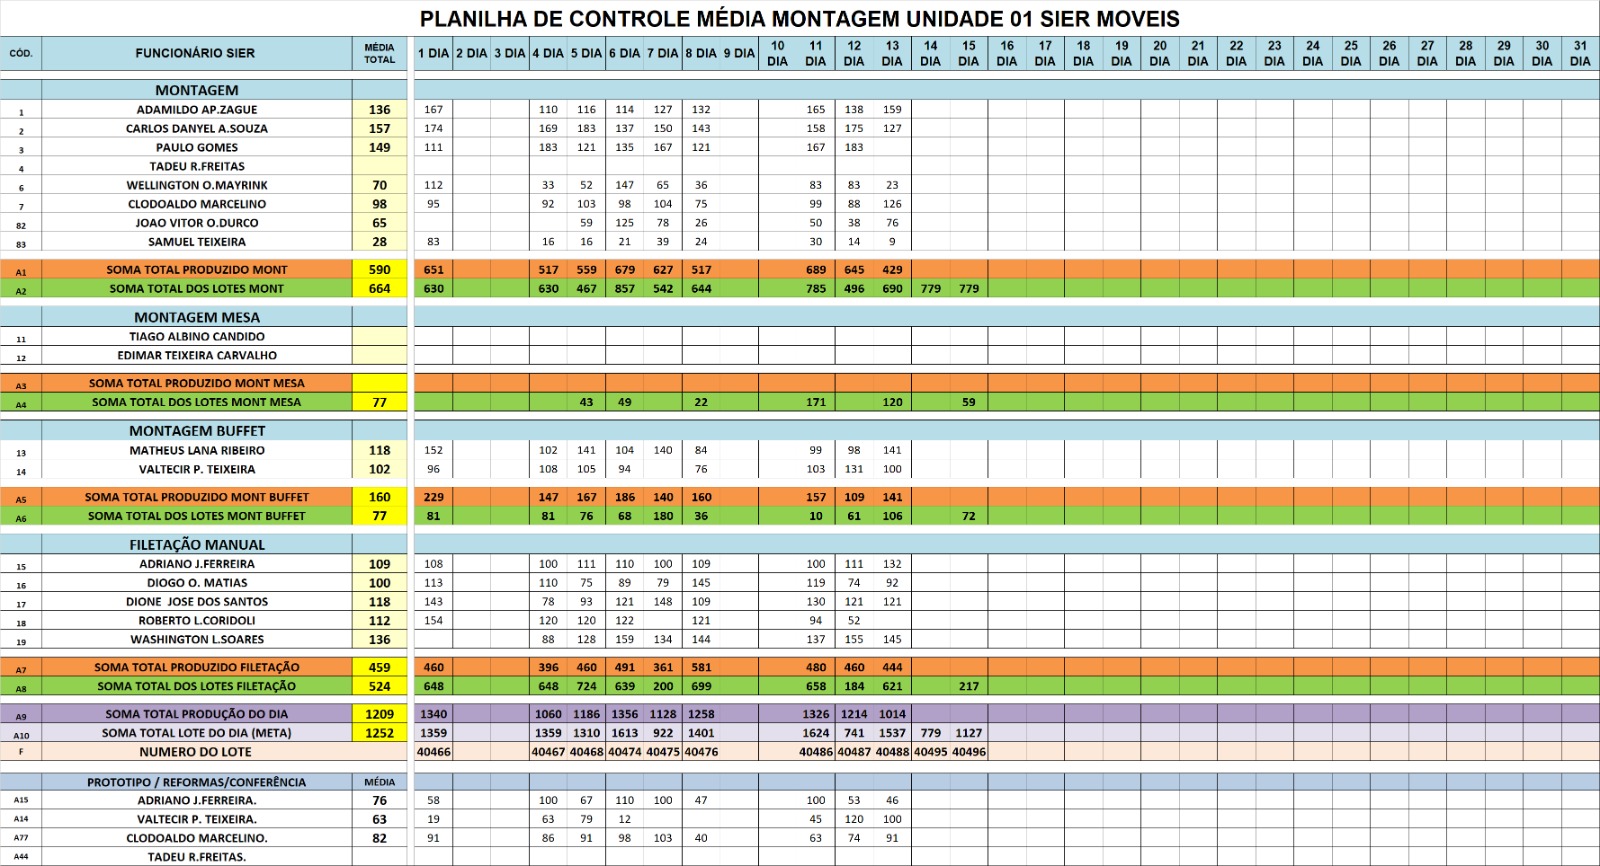 PLANILHA DE CONTROLE MÉDIA MONTAGEM UNIDADE 01 SIER MOVEIS
CÓD. FUNCIONÁRIO SIER MÉDIA TOTAL 1 DIA 2 DIA 3 DIA 4 DIA 5 DIA 6 DIA 7 DIA 8 DIA 9 DIA 10 DIA 11 DIA 12 DIA 13 DIA 14 DIA 15 DIA 16 DIA 17 DIA 18 DIA 19 DIA 20 DIA 21 DIA 22 DIA 23 DIA 24 DIA 25 DIA 26 DIA 27 DIA 28 DIA 29 DIA 30 DIA 31 DIA
MONTAGEM
1 ADAMILDO AP.ZAGUE 136 167 110 116 114 127 132 165 138 159
2 CARLOS DANYEL A.SOUZA 157 174 169 183 137 150 143 158 175 127
3 PAULO GOMES 149 111 183 121 135 167 121 167 183
4 TADEU R.FREITAS
6 WELLINGTON O.MAYRINK 70 112 33 52 147 65 36 83 83 23
7 CLODOALDO MARCELINO 98 95 92 103 98 104 75 99 88 126
82 JOAO VITOR O.DURCO 65 59 125 78 26 50 38 76
83 SAMUEL TEIXEIRA 28 83 16 16 21 39 24 30 14 9
A1 SOMA TOTAL PRODUZIDO MONT 590 651 517 559 679 627 517 689 645 429
A2 SOMA TOTAL DOS LOTES MONT 664 630 630 467 857 542 644 785 496 690 779 779
MONTAGEM MESA
11 TIAGO ALBINO CANDIDO
12 EDIMAR TEIXEIRA CARVALHO
A3 SOMA TOTAL PRODUZIDO MONT MESA
A4 SOMA TOTAL DOS LOTES MONT MESA 77 43 49 22 171 120 59
MONTAGEM BUFFET
13 MATHEUS LANA RIBEIRO 118 152 102 141 104 140 84 99 98 141
14 VALTECIR P. TEIXEIRA 102 96 108 105 94 76 103 131 100
A5 SOMA TOTAL PRODUZIDO MONT BUFFET 160 229 147 167 186 140 160 157 109 141
A6 SOMA TOTAL DOS LOTES MONT BUFFET 77 81 81 76 68 180 36 10 61 106 72
FILETAÇÃO MANUAL
15 ADRIANO J.FERREIRA 109 108 100 111 110 100 109 100 111 132
16 DIOGO O. MATIAS 100 113 110 75 89 79 145 119 74 92
17 DIONE JOSE DOS SANTOS 118 143 78 93 121 148 109 130 121 121
18 ROBERTO L.CORIDOLI 112 154 120 120 122 121 94 52
19 WASHINGTON L.SOARES 136 88 128 159 134 144 137 155 145
A7 SOMA TOTAL PRODUZIDO FILETAÇÃO 459 460 396 460 491 361 581 480 460 444
A8 SOMA TOTAL DOS LOTES FILETAÇÃO 524 648 648 724 639 200 699 658 184 621 217
A9 SOMA TOTAL PRODUÇÃO DO DIA 1209 1340 1060 1186 1356 1128 1258 1326 1214 1014
A10 SOMA TOTAL LOTE DO DIA (META) 1252 1359 1359 1310 1613 922 1401 1624 741 1537 779 1127
F NUMERO DO LOTE 40466 40467 40468 40474 40475 40476 40486 40487 40488 40495 40496
PROTOTIPO / REFORMAS/CONFERÊNCIA MÉDIA
A15 ADRIANO J.FERREIRA. 76 58 100 67 110 100 47 100 53 46
A14 VALTECIR P. TEIXEIRA. 63 19 63 79 12 45 120 100
A77 CLODOALDO MARCELINO. 82 91 86 91 98 103 40 63 74 91
A44 TADEU R.FREITAS.